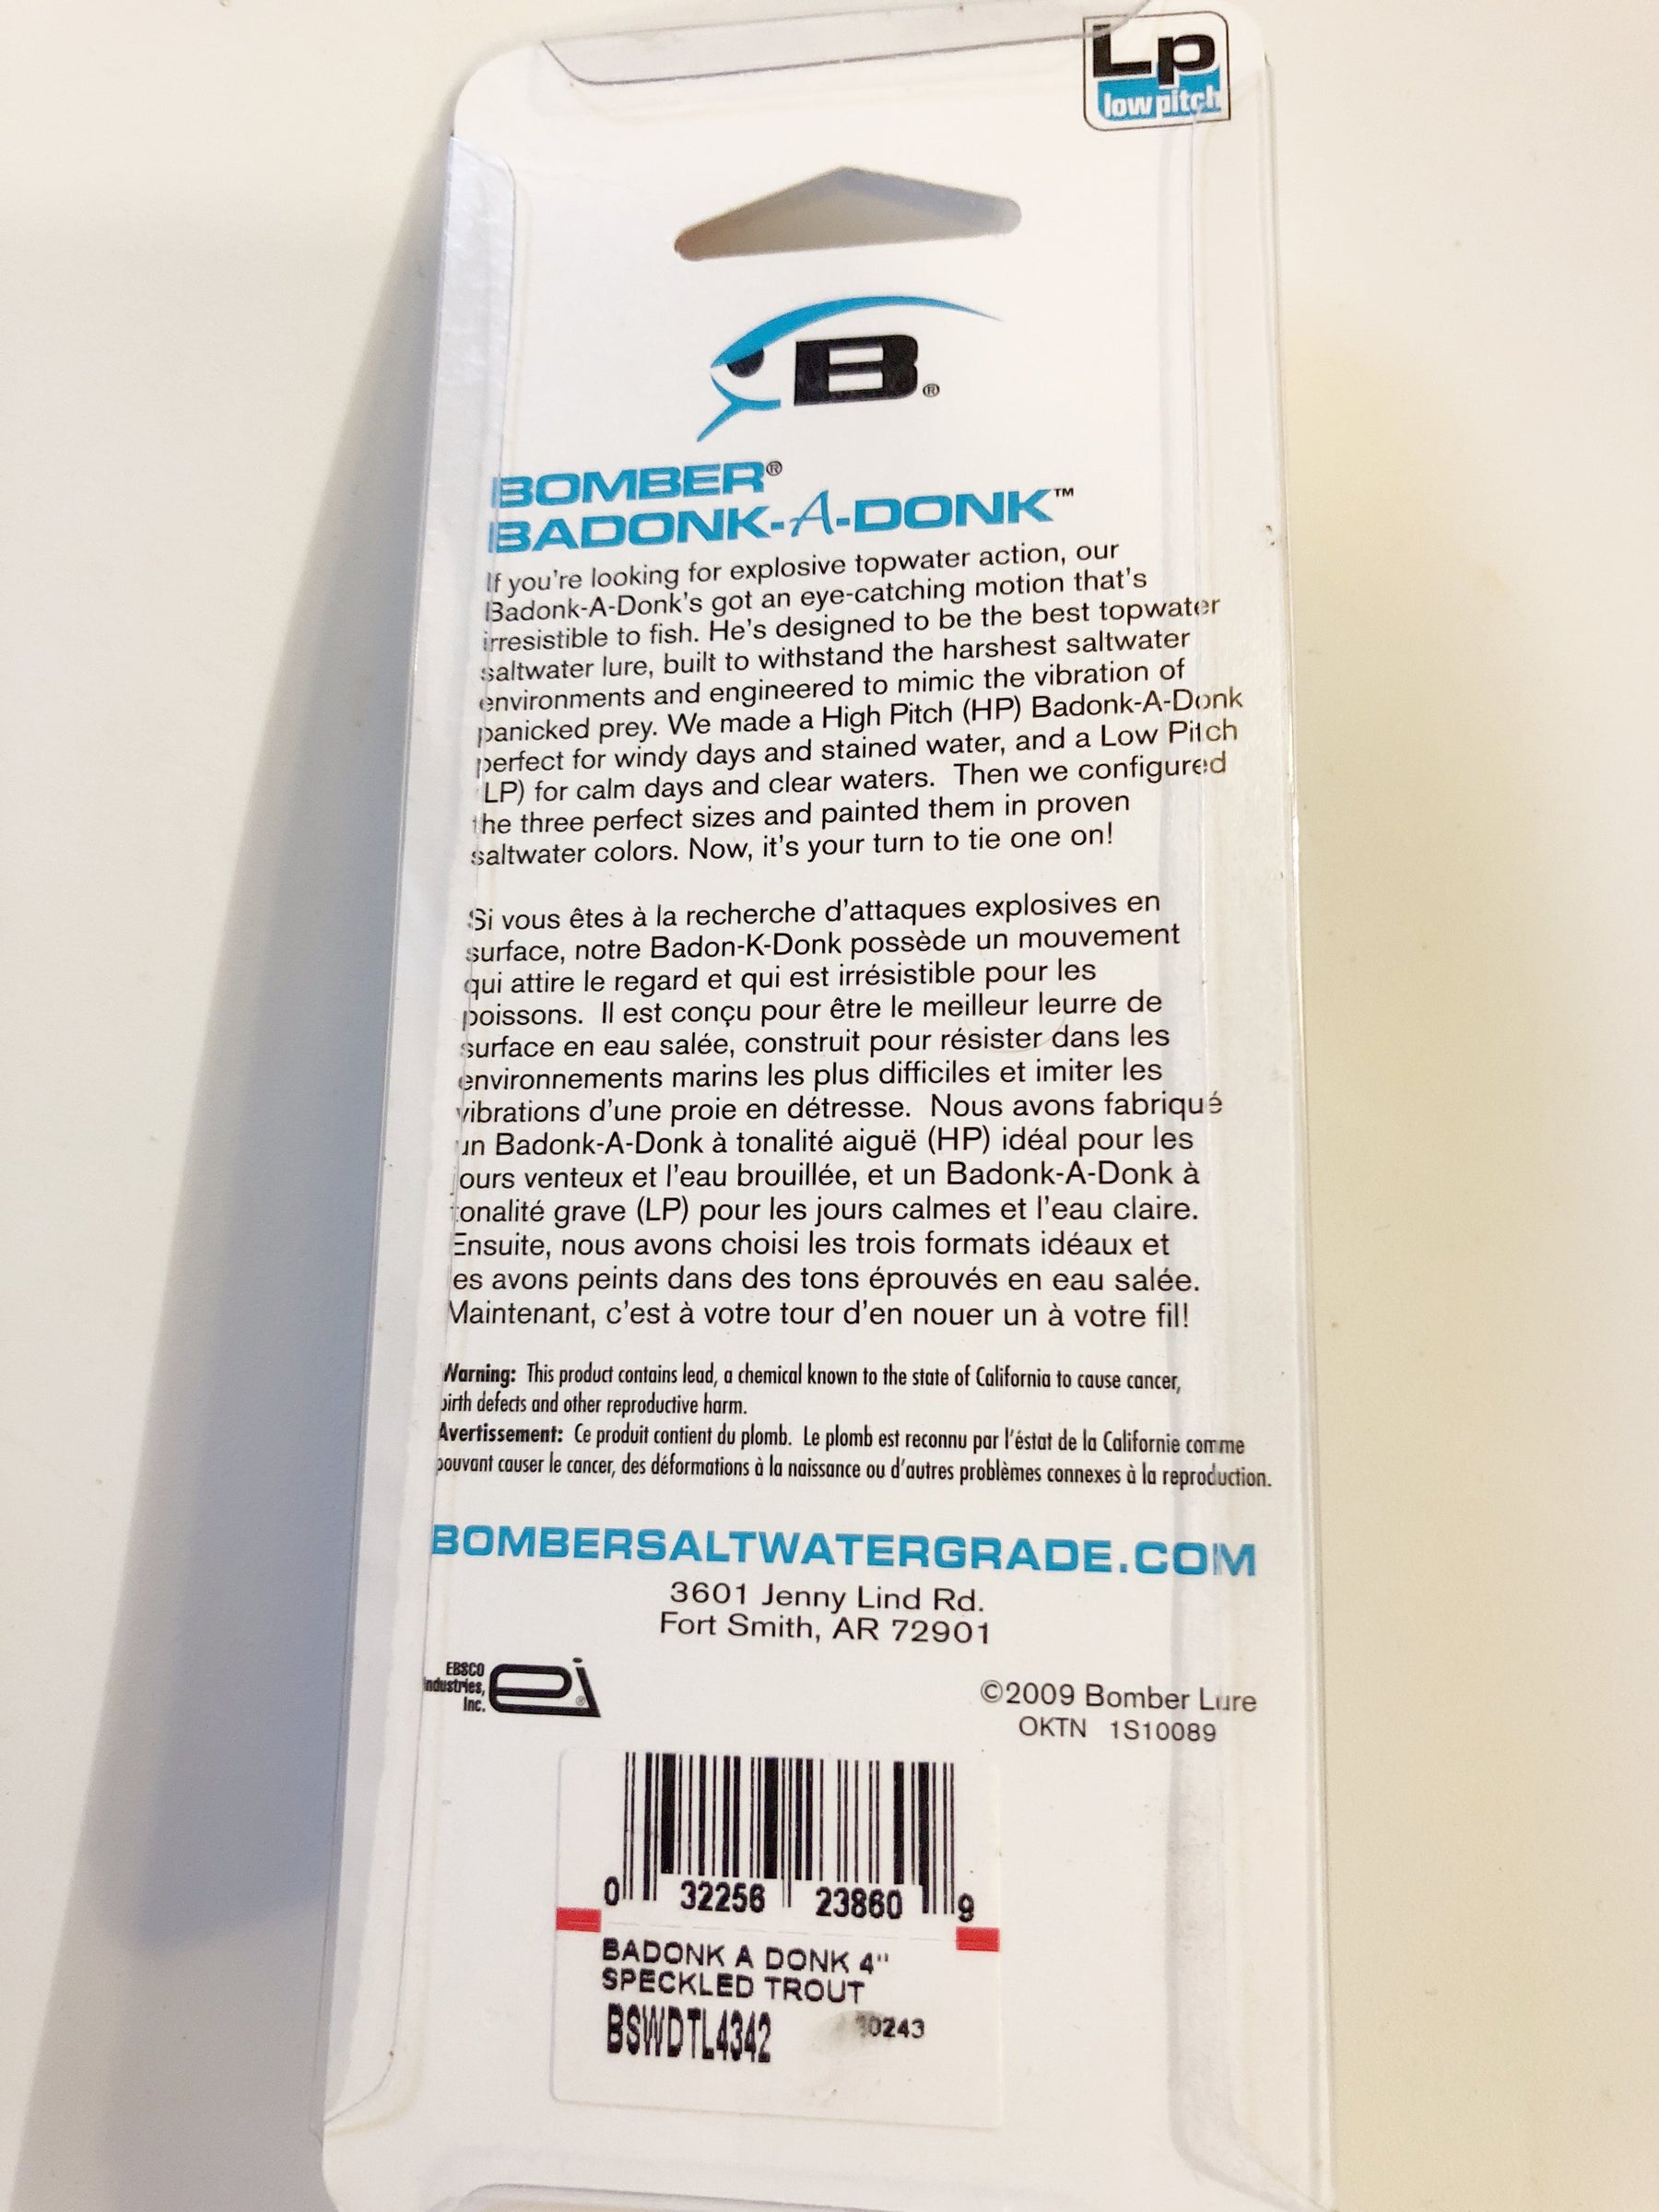 Lp
low pitch
B®
BOMBER®
BADONK-A-DONK™
If you're looking for explosive topwater action, our
Badonk-A-Donk's got an eye-catching motion that's
irresistible to fish. He's designed to be the best topwater
saltwater lure, built to withstand the harshest saltwater
environments and engineered to mimic the vibration of
panicked prey. We made a High Pitch (HP) Badonk-A-Donk
perfect for windy days and stained water, and a Low Pitch
(LP) for calm days and clear waters. Then we configured
the three perfect sizes and painted them in proven
saltwater colors. Now, it's your turn to tie one on!
Si vous êtes à la recherche d'attaques explosives en
surface, notre Badon-K-Donk possède un mouvement
qui attire le regard et qui est irrésistible pour les
poissons. Il est conçu pour être le meilleur leurre de
surface en eau salée, construit pour résister dans les
environnements marins les plus difficiles et imiter les
vibrations d'une proie en détresse. Nous avons fabriqué
un Badonk-A-Donk à tonalité aiguë (HP) idéal pour les
jours venteux et l'eau brouillée, et un Badonk-A-Donk à
tonalité grave (LP) pour les jours calmes et l'eau claire.
Ensuite, nous avons choisi les trois formats idéaux et
les avons peints dans des tons éprouvés en eau salée.
Maintenant, c'est à votre tour d'en nouer un à votre fil!
Warning: This product contains lead, a chemical known to the state of California to cause cancer,
birth defects and other reproductive harm.
Avertissement: Ce produit contient du plomb. Le plomb est reconnu par l'éstat de la Californie comme
pouvant causer le cancer, des déformations à la naissance ou d'autres problèmes connexes à la reproduction.
BOMBERSALTWATERGRADE.COM
3601 Jenny Lind Rd.
Fort Smith, AR 72901
EBSCO
Industries,
Inc.
ei®
©2009 Bomber Lure
OKTN 1S10089
0 32256 23860 9
BADONK A DONK 4"
SPECKLED TROUT
BSWDTL4342